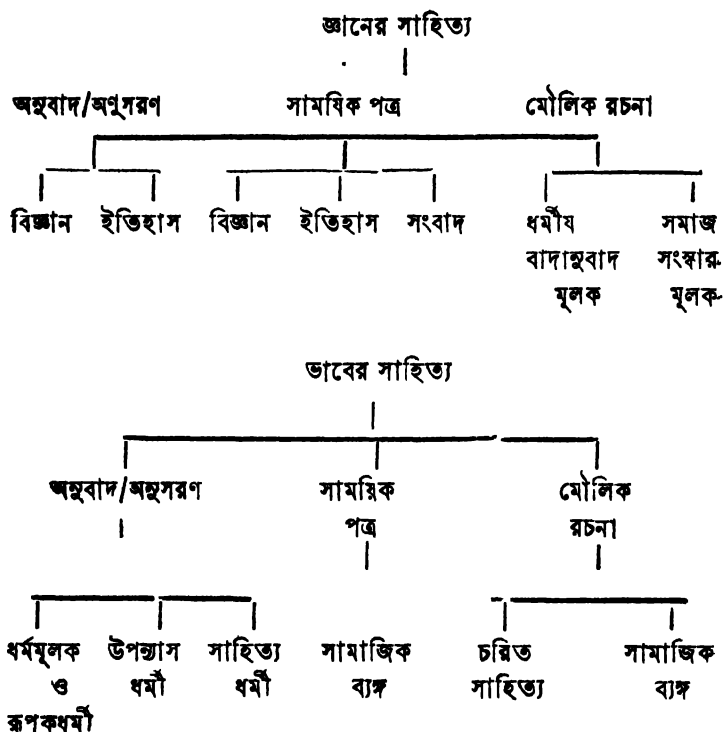 জ্ঞানের সাহিত্য
অনুবাদ/অণুসরণ সামযিক পত্র মৌলিক রচনা
বিজ্ঞান ইতিহাস বিজ্ঞান ইতিহাস সংবাদ ধর্মীয সমাজ
বাদানুবাদ সংস্কার-
মূলক মূলক-
ভাবের সাহিত্য
অনুবাদ/অনুসরণ সাময়িক মৌলিক
পত্র রচনা
ধর্মমূলক উপন্যাস সাহিত্য সামাজিক চরিত সামাজিক
ও ধর্মী ধর্মী ব্যঙ্গ সাহিত্য ব্যঙ্গ
রূপকধর্মী